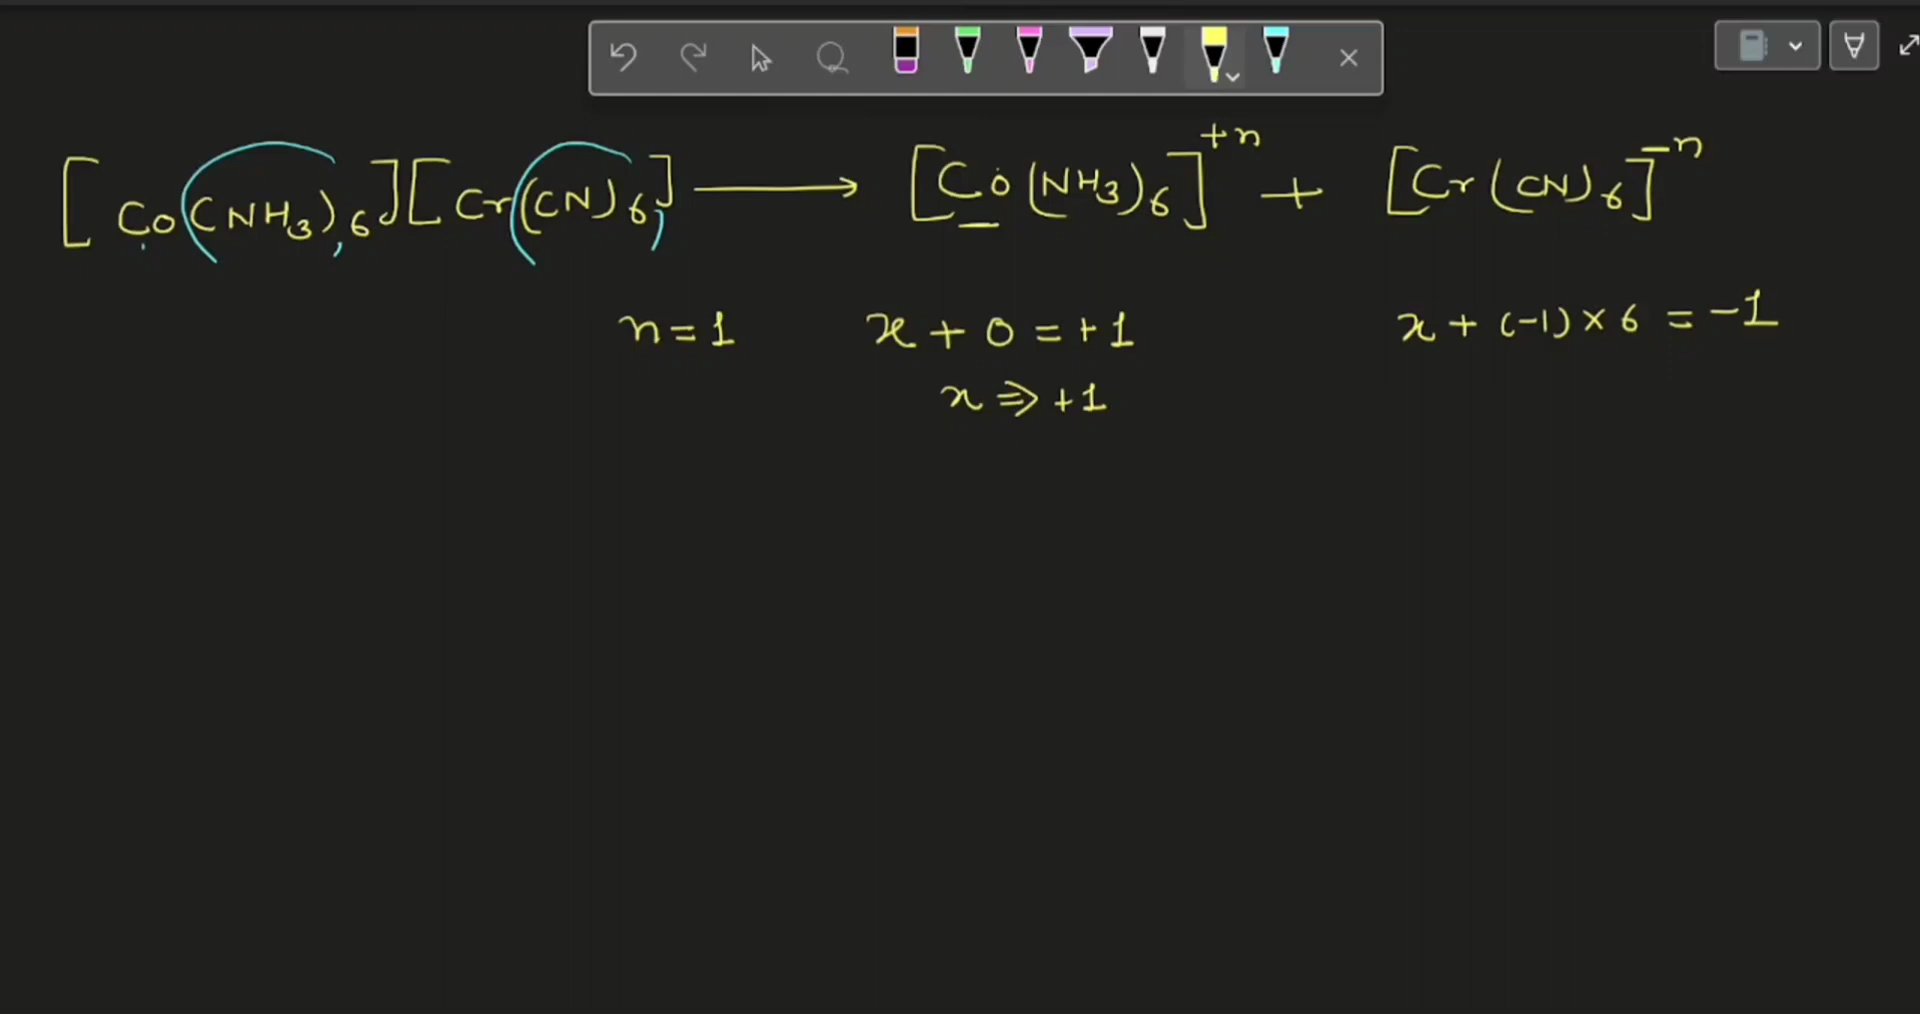 [Co(NH₃)₆][Cr(CN)₆] ⟶ [Co(NH₃)₆]⁺ⁿ + [Cr(CN)₆]⁻ⁿ
n = 1 x + 0 = +1 x + (-1) × 6 = -1
x ⇒ +1